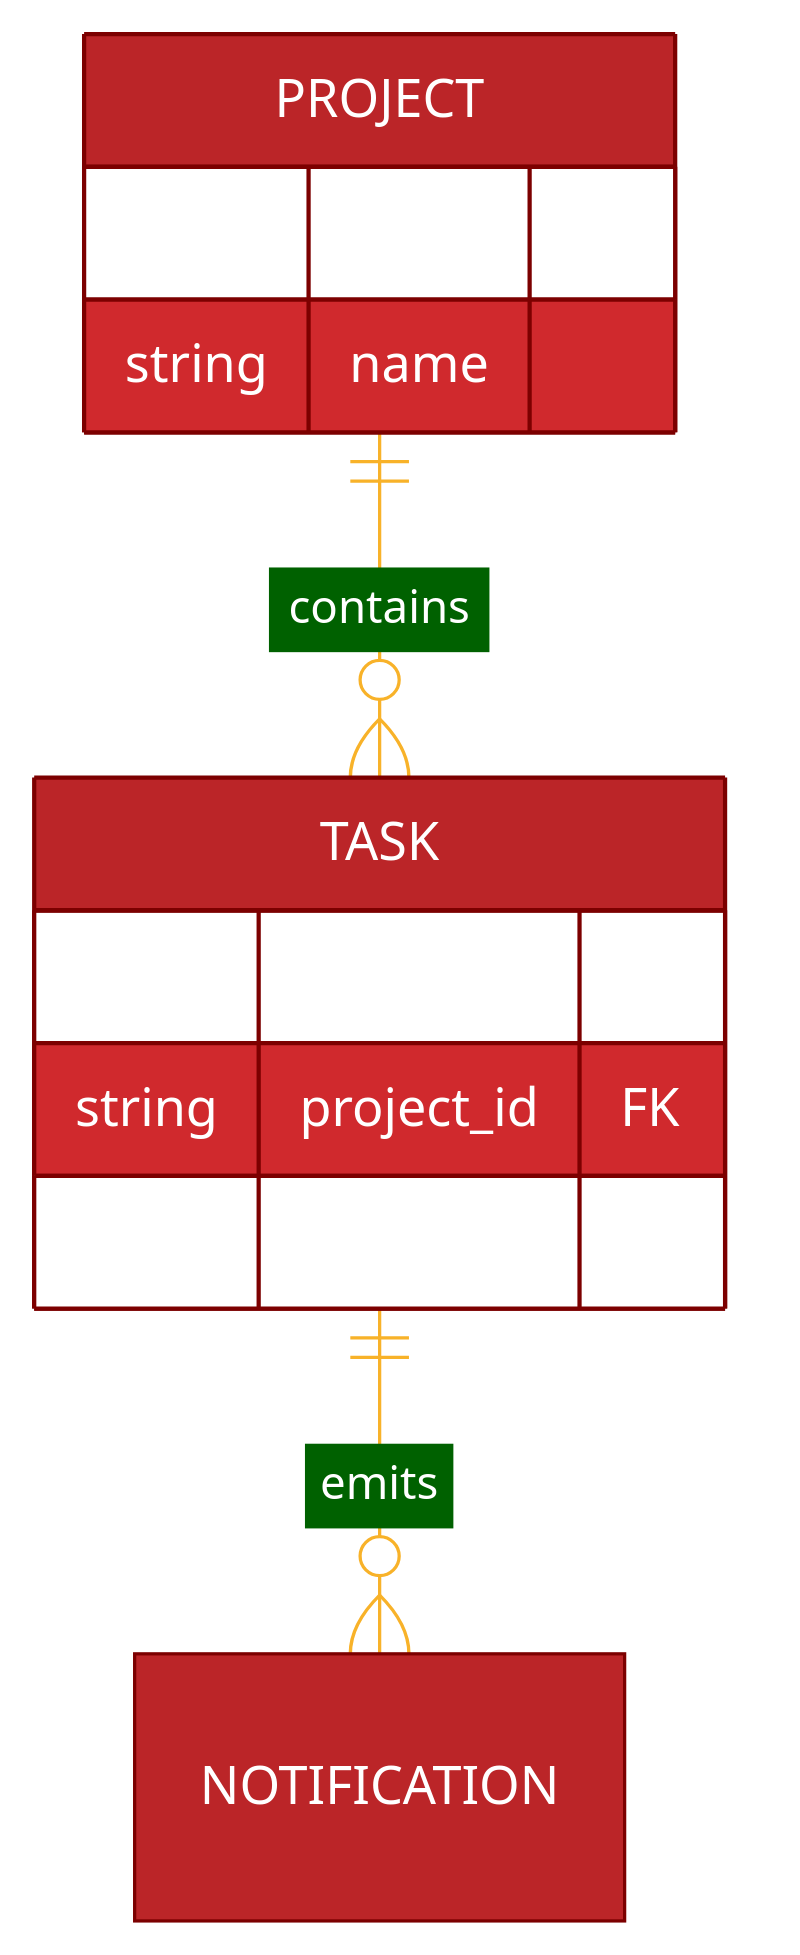 PROJECT
string name
contains
TASK
string project_id FK
emits
NOTIFICATION